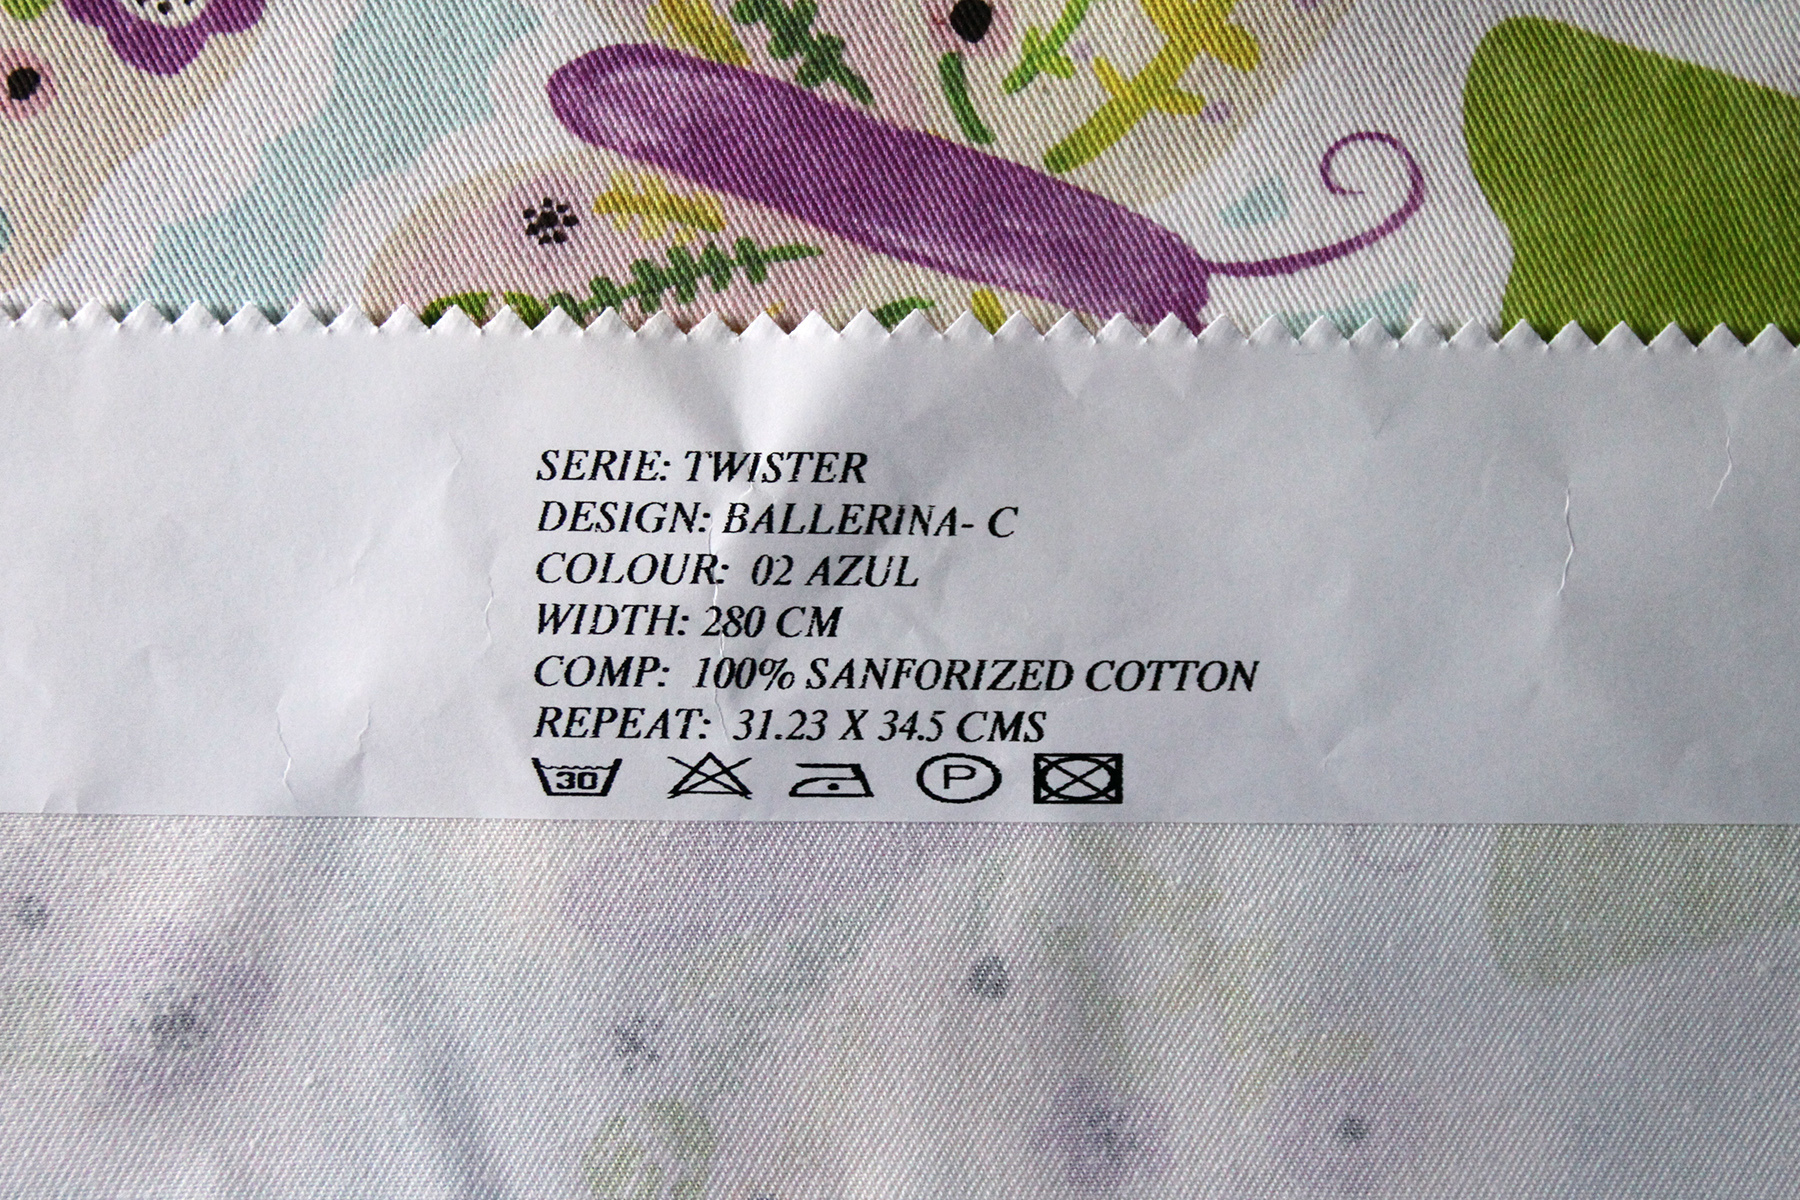 SERIE: TWISTER
DESIGN: BALLERINA- C
COLOUR: 02 AZUL
WIDTH: 280 CM
COMP: 100% SANFORIZED COTTON
REPEAT: 31.23 X 34.5 CMS
30 P